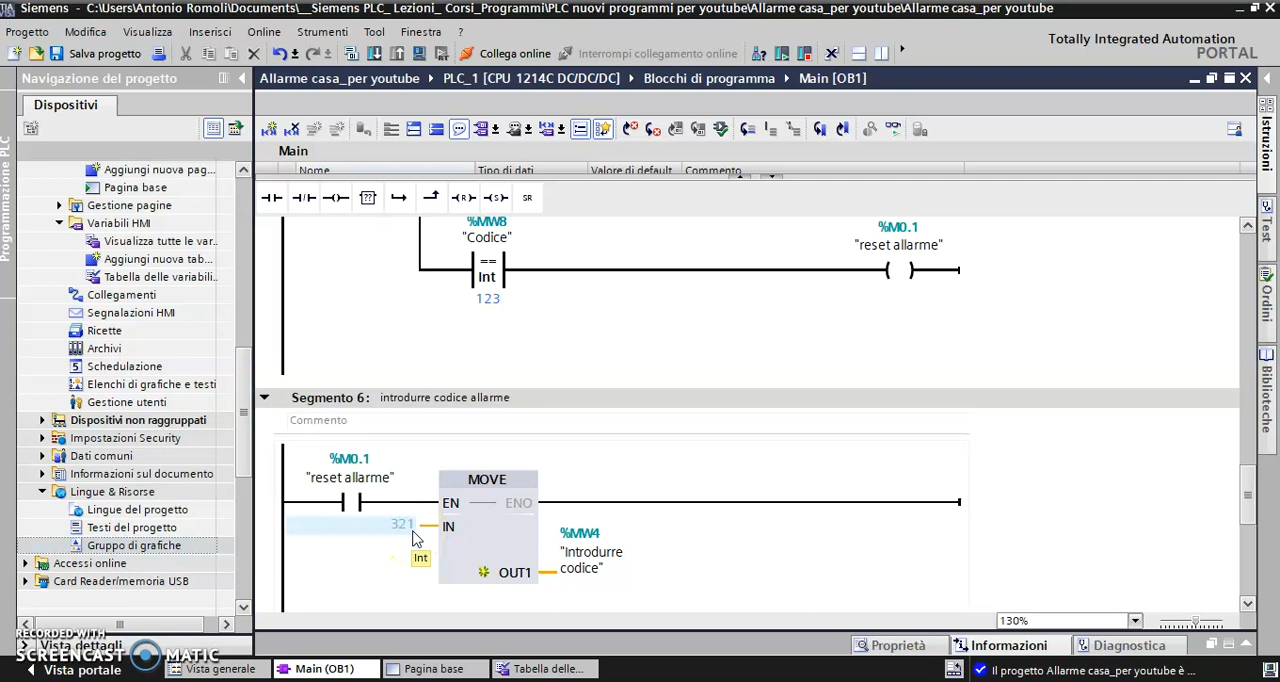 Siemens - C:\Users\Antonio Romoli\Documents\__Siemens PLC_ Lezioni_ Corsi_Programmi\PLC nuovi programmi per youtube\Allarme casa_per youtube\Allarme casa_per youtube
Progetto Modifica Visualizza Inserisci Online Strumenti Tool Finestra ?
Totally Integrated Automation
PORTAL
Salva progetto Collega online Interrompi collegamento online
Navigazione del progetto
Allarme casa_per youtube PLC_1 [CPU 1214C DC/DC/DC] Blocchi di programma Main [OB1]
Dispositivi
Main
Nome Tipo di dati Valore di default Commento
Aggiungi nuova pag...
Pagina base
Gestione pagine
Variabili HMI
Visualizza tutte le var...
Aggiungi nuova tab...
Tabella delle variabili...
Collegamenti
Segnalazioni HMI
Ricette
Archivi
Schedulazione
Elenchi di grafiche e testi
Gestione utenti
Dispositivi non raggruppati
Impostazioni Security
Dati comuni
Informazioni sul documento
Lingue & Risorse
Lingue del progetto
Testi del progetto
Gruppo di grafiche
Accessi online
Card Reader/memoria USB
Vista dettagli
%MW8
"Codice"
==
Int
123
%M0.1
"reset allarme"
Segmento 6: introdurre codice allarme
Commento
%M0.1
"reset allarme"
MOVE
EN ENO
321 IN
Int
%MW4
"Introdurre
codice"
OUT1
130%
Proprietà Informazioni Diagnostica
RECORDED WITH
SCREENCAST MATIC
Vista portale Vista generale Main (OB1) Pagina base Tabella delle...
Il progetto Allarme casa_per youtube è ...
Programmazione PLC
Istruzioni
Test
Ordini
Biblioteche